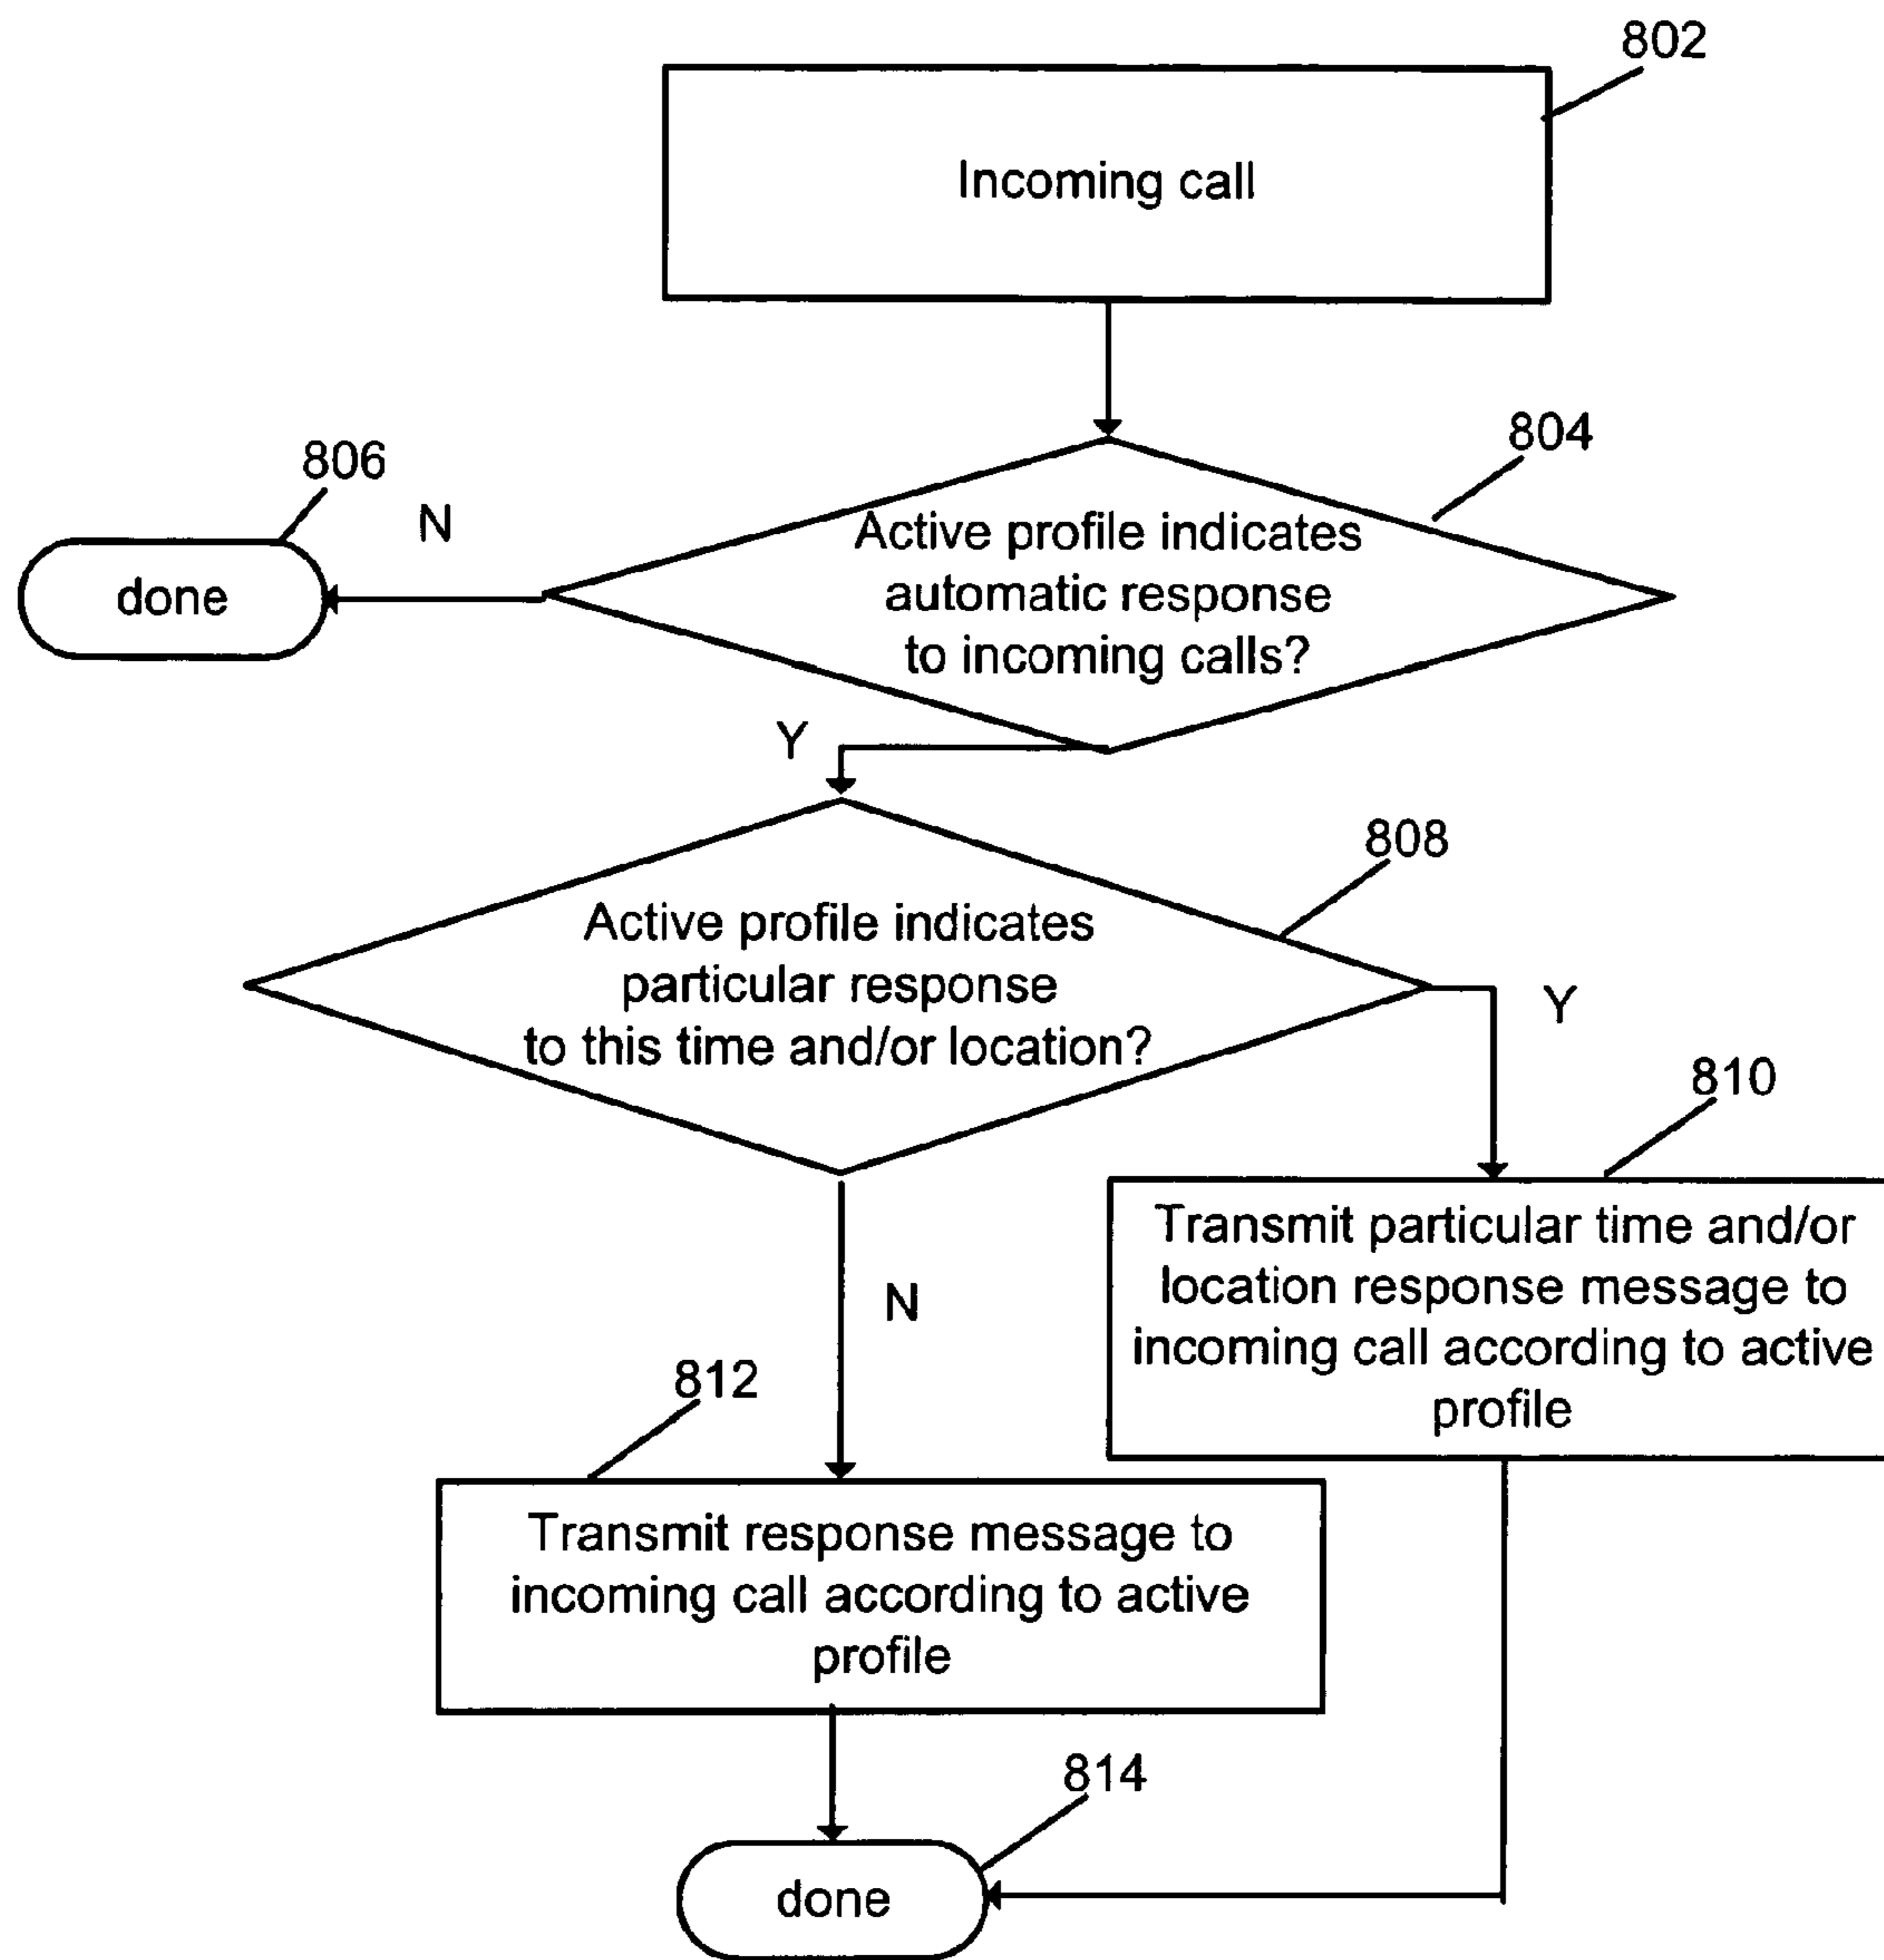 802
Incoming call
804
806
N
Active profile indicates
automatic response
to incoming calls?
done
Y
808
Active profile indicates
particular response
to this time and/or location?
Y
810
Transmit particular time and/or
location response message to
incoming call according to active
profile
N
812
Transmit response message to
incoming call according to active
profile
814
done